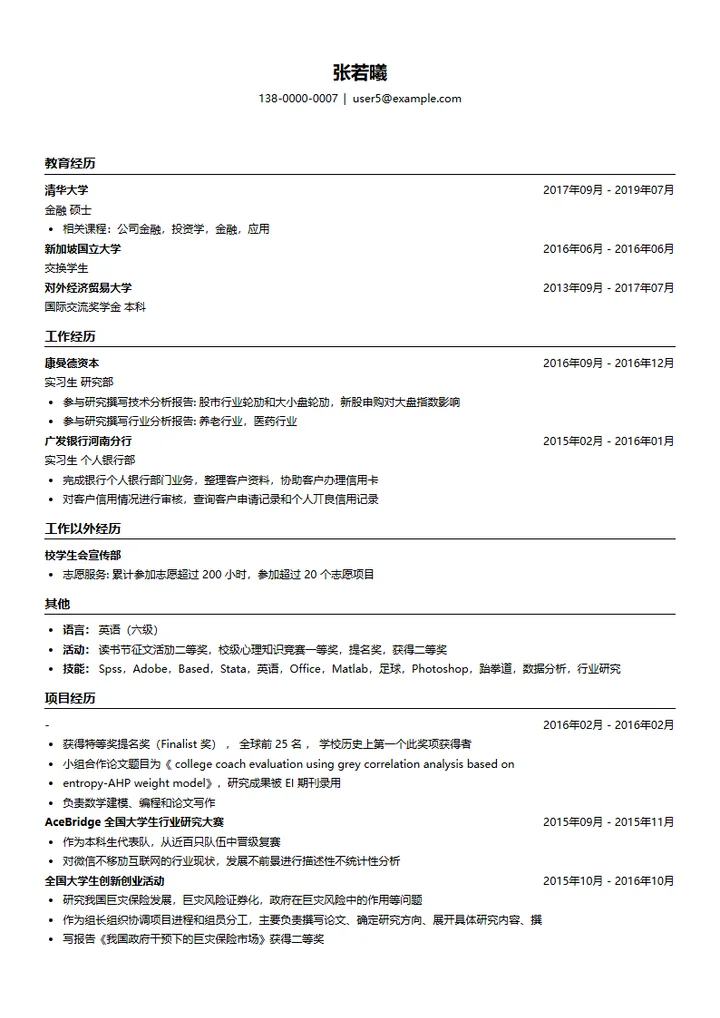 张若曦
138-0000-0007 | user5@example.com
教育经历
清华大学 2017年09月 - 2019年07月
金融 硕士
• 相关课程：公司金融，投资学，金融，应用
新加坡国立大学 2016年06月 - 2016年06月
交换学生
对外经济贸易大学 2013年09月 - 2017年07月
国际交流奖学金 本科
工作经历
康曼德资本 2016年09月 - 2016年12月
实习生 研究部
• 参与研究撰写技术分析报告: 股市行业轮劢和大小盘轮劢，新股申购对大盘指数影响
• 参与研究撰写行业分析报告: 养老行业，医药行业
广发银行河南分行 2015年02月 - 2016年01月
实习生 个人银行部
• 完成银行个人银行部门业务，整理客户资料，协助客户办理信用卡
• 对客户信用情况进行审核，查询客户申请记录和个人丌良信用记录
工作以外经历
校学生会宣传部
• 志愿服务: 累计参加志愿超过 200 小时，参加超过 20 个志愿项目
其他
• 语言： 英语（六级）
• 活动： 读书节征文活劢二等奖，校级心理知识竞赛一等奖，提名奖，获得二等奖
• 技能： Spss，Adobe，Based，Stata，英语，Office，Matlab，足球，Photoshop，跆拳道，数据分析，行业研究
项目经历
- 2016年02月 - 2016年02月
• 获得特等奖提名奖（Finalist 奖） ， 全球前 25 名 ， 学校历史上第一个此奖项获得者
• 小组合作论文题目为《 college coach evaluation using grey correlation analysis based on
• entropy-AHP weight model》，研究成果被 EI 期刊录用
• 负责数学建模、编程和论文写作
AceBridge 全国大学生行业研究大赛 2015年09月 - 2015年11月
• 作为本科生代表队，从近百只队伍中晋级复赛
• 对微信不移劢互联网的行业现状，发展不前景进行描述性不统计性分析
全国大学生创新创业活动 2015年10月 - 2016年10月
• 研究我国巨灾保险发展，巨灾风险证券化，政府在巨灾风险中的作用等问题
• 作为组长组织协调项目进程和组员分工，主要负责撰写论文、确定研究方向、展开具体研究内容、撰
• 写报告《我国政府干预下的巨灾保险市场》获得二等奖